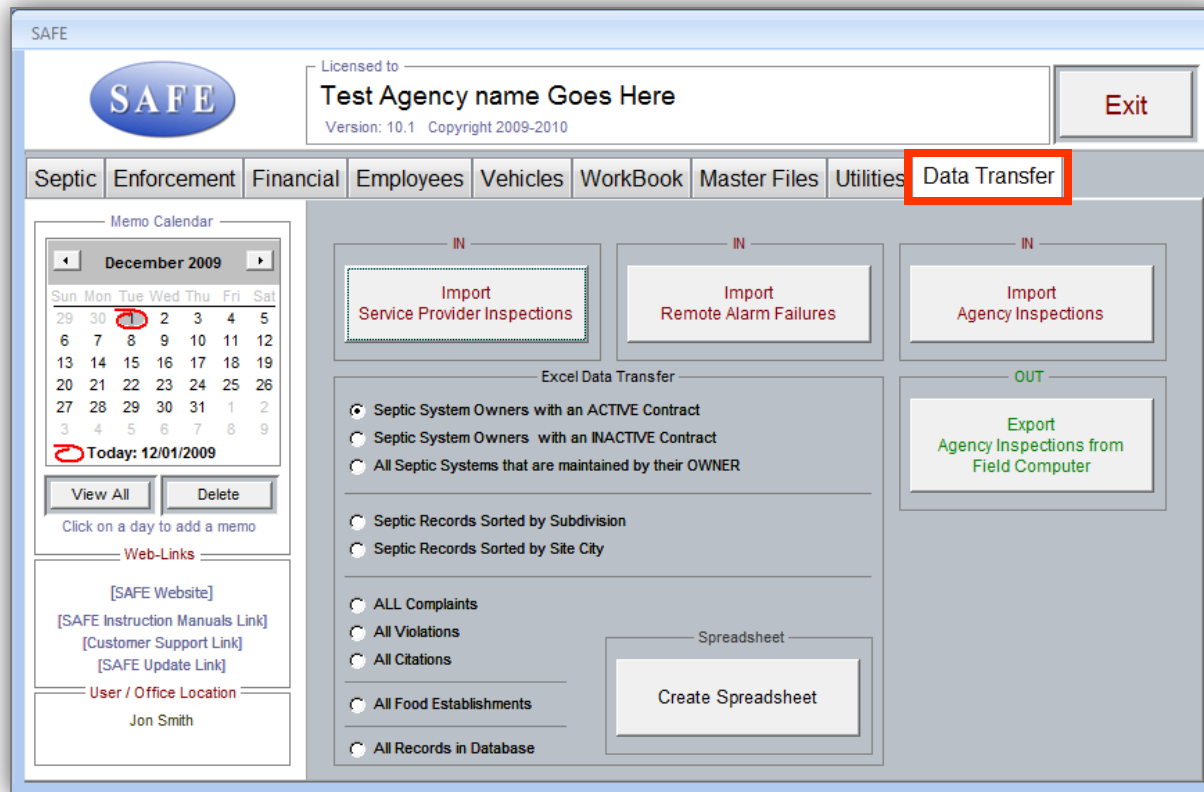 SAFE
SAFE
Licensed to
Test Agency name Goes Here
Version: 10.1 Copyright 2009-2010
Exit
Septic Enforcement Financial Employees Vehicles WorkBook Master Files Utilities Data Transfer
Memo Calendar
December 2009
Sun Mon Tue Wed Thu Fri Sat
29 30 1 2 3 4 5
6 7 8 9 10 11 12
13 14 15 16 17 18 19
20 21 22 23 24 25 26
27 28 29 30 31 1 2
3 4 5 6 7 8 9
Today: 12/01/2009
View All Delete
Click on a day to add a memo
Web-Links
[SAFE Website]
[SAFE Instruction Manuals Link]
[Customer Support Link]
[SAFE Update Link]
User / Office Location
Jon Smith
IN
Import
Service Provider Inspections
IN
Import
Remote Alarm Failures
IN
Import
Agency Inspections
Excel Data Transfer
Septic System Owners with an ACTIVE Contract
Septic System Owners with an INACTIVE Contract
All Septic Systems that are maintained by their OWNER
Septic Records Sorted by Subdivision
Septic Records Sorted by Site City
ALL Complaints
All Violations
All Citations
All Food Establishments
All Records in Database
Spreadsheet
Create Spreadsheet
OUT
Export
Agency Inspections from
Field Computer